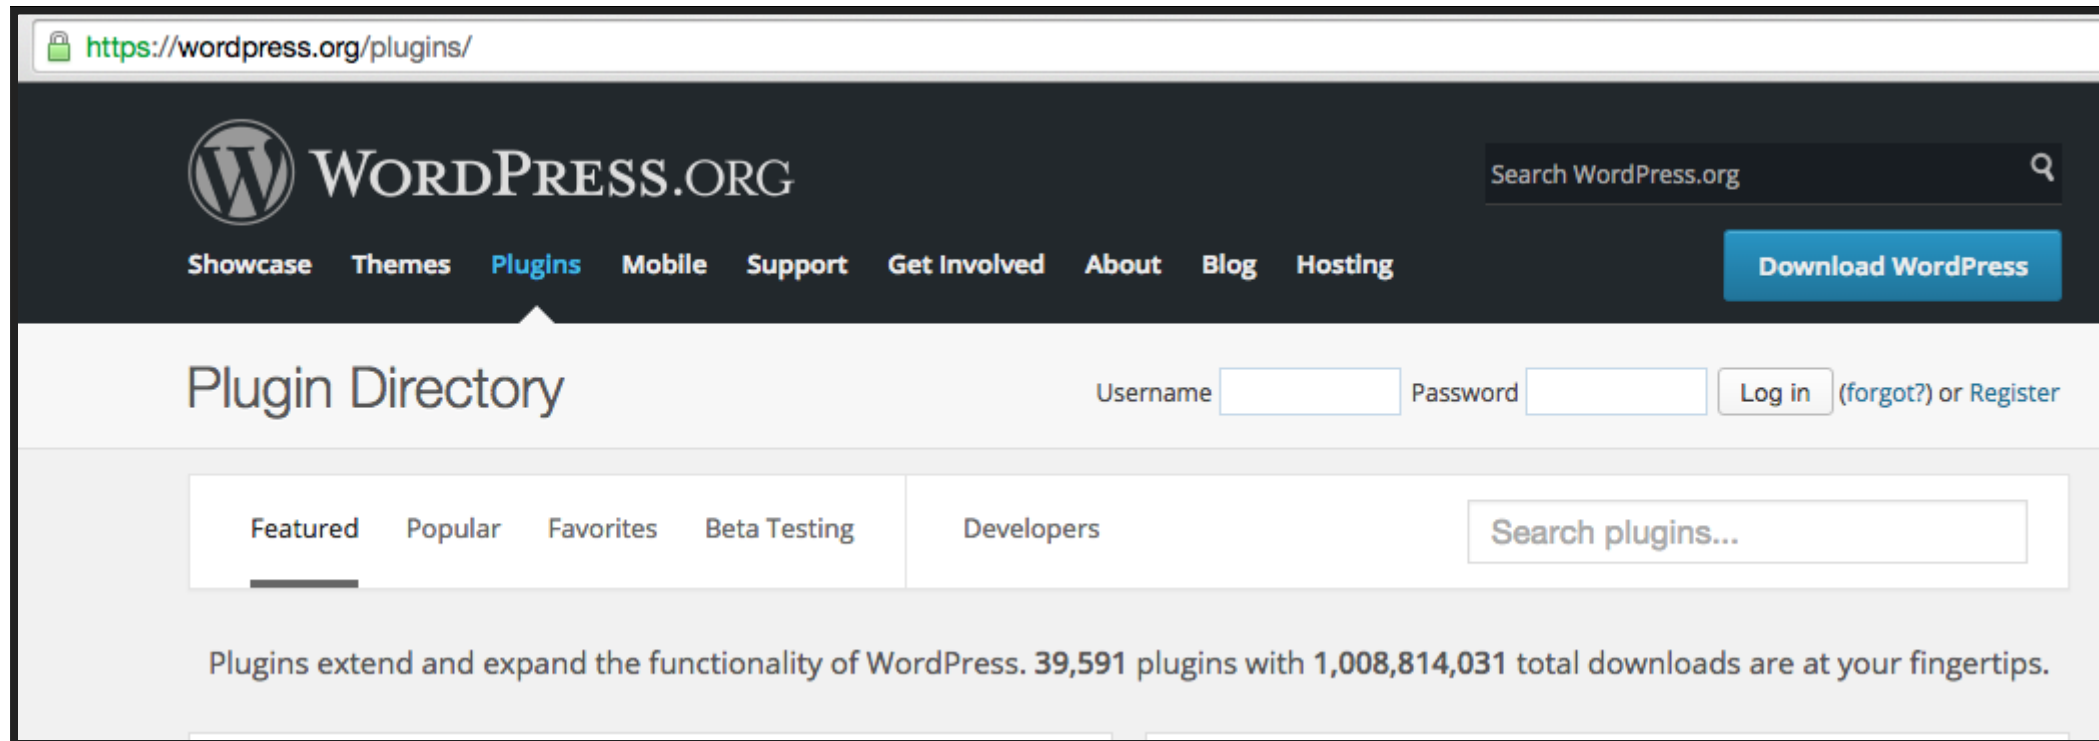 https://wordpress.org/plugins/
WORDPRESS.ORG
Search WordPress.org
Showcase Themes Plugins Mobile Support Get Involved About Blog Hosting
Download WordPress
Plugin Directory
Username Password Log in (forgot?) or Register
Featured Popular Favorites Beta Testing Developers
Search plugins...
Plugins extend and expand the functionality of WordPress. 39,591 plugins with 1,008,814,031 total downloads are at your fingertips.